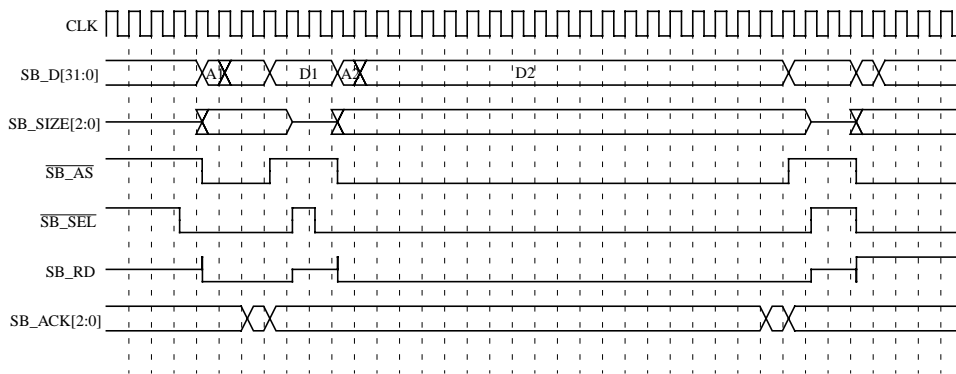 CLK
SB_D[31:0] A1 D1 A2 D2
SB_SIZE[2:0]
SB_AS
SB_SEL
SB_RD
SB_ACK[2:0]